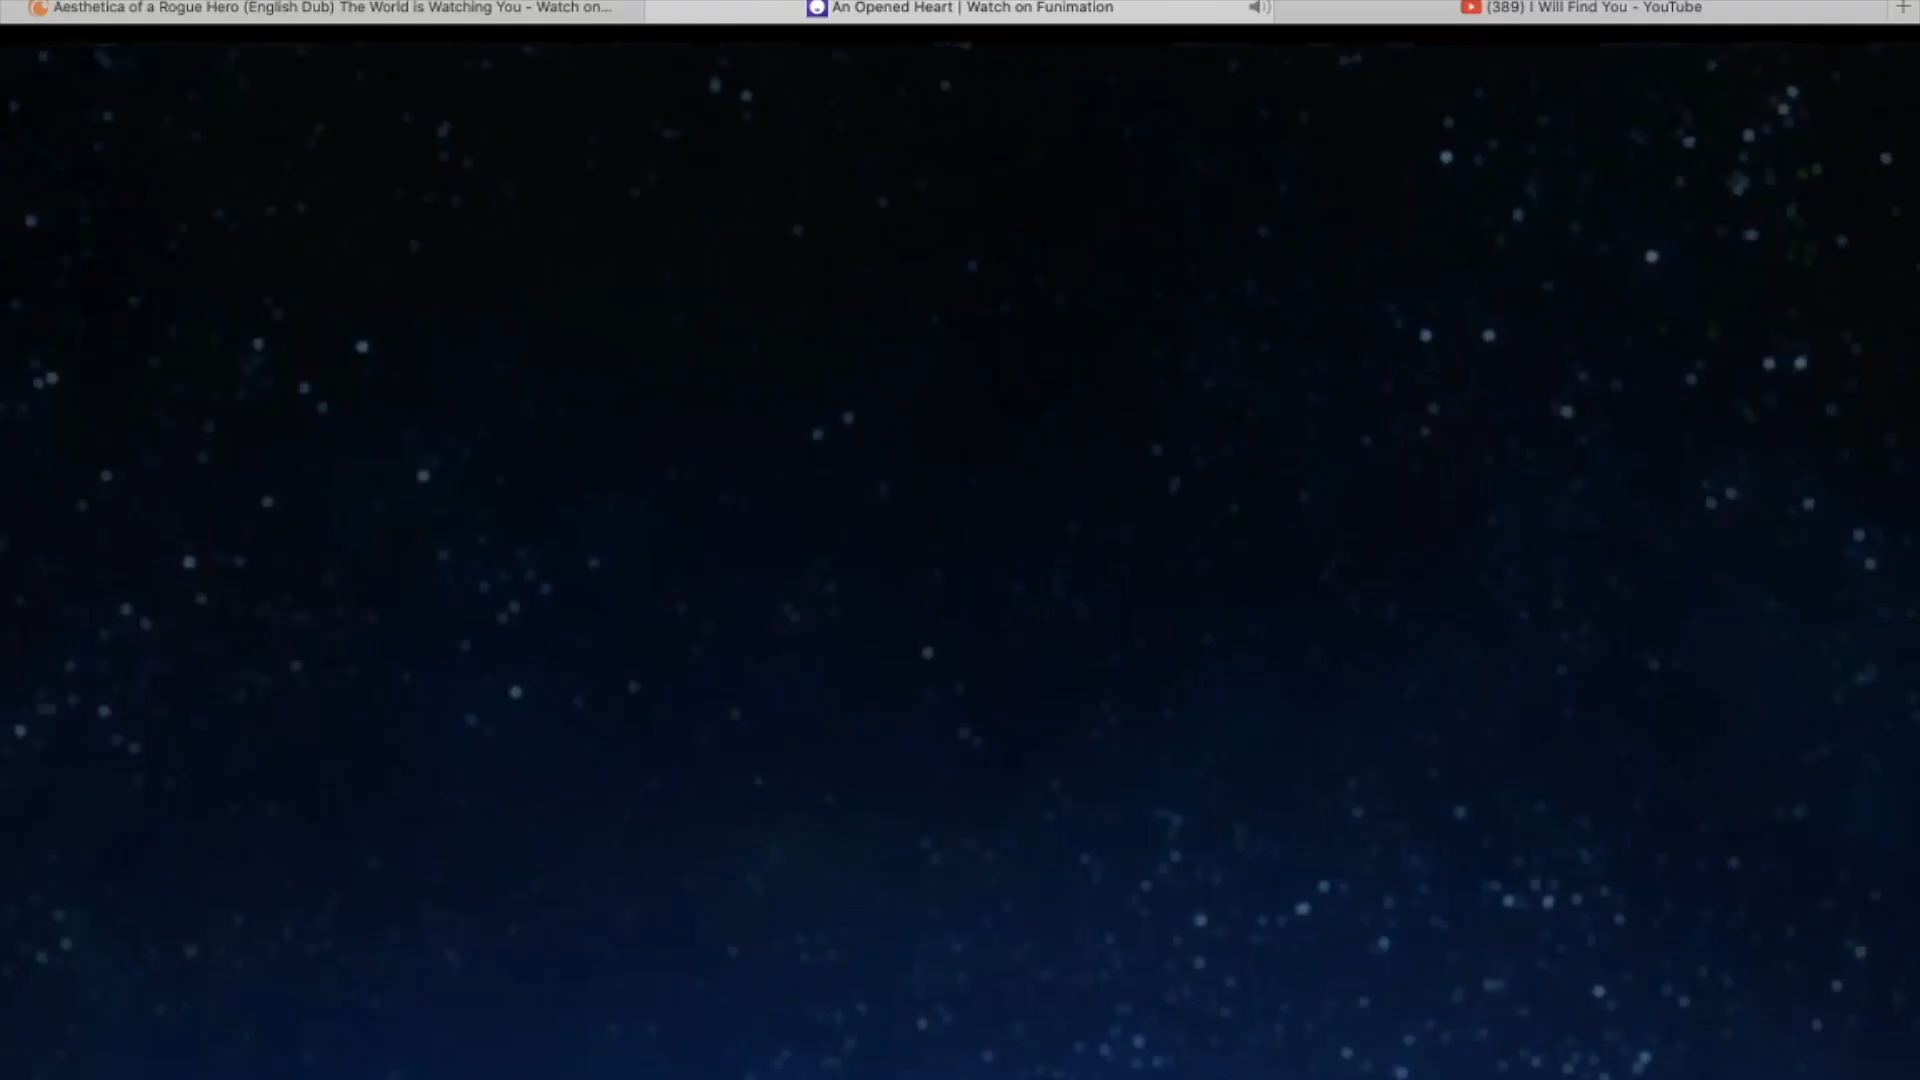 Aesthetica of a Rogue Hero (English Dub) The World is Watching You - Watch on...
An Opened Heart | Watch on Funimation
(389) I Will Find You - YouTube